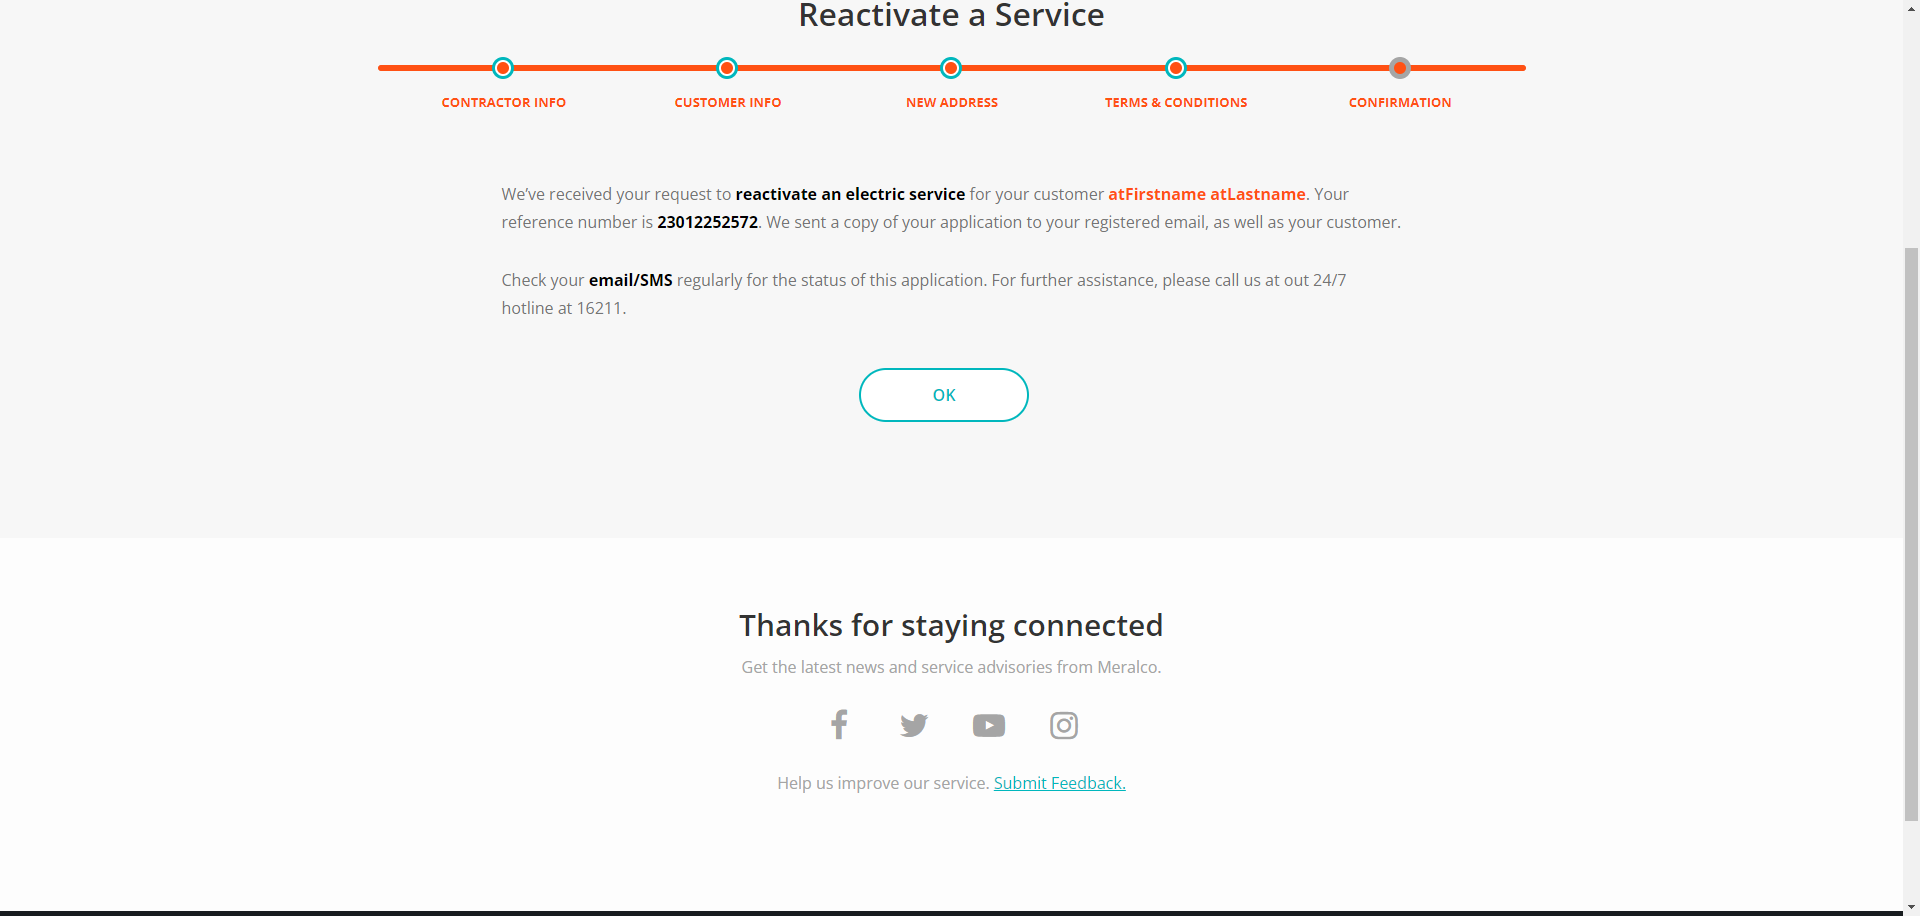 Reactivate a Service
CONTRACTOR INFO
CUSTOMER INFO
NEW ADDRESS
TERMS & CONDITIONS
CONFIRMATION
We’ve received your request to reactivate an electric service for your customer atFirstname atLastname. Your
reference number is 23012252572. We sent a copy of your application to your registered email, as well as your customer.
Check your email/SMS regularly for the status of this application. For further assistance, please call us at out 24/7
hotline at 16211.
OK
Thanks for staying connected
Get the latest news and service advisories from Meralco.
Help us improve our service. Submit Feedback.